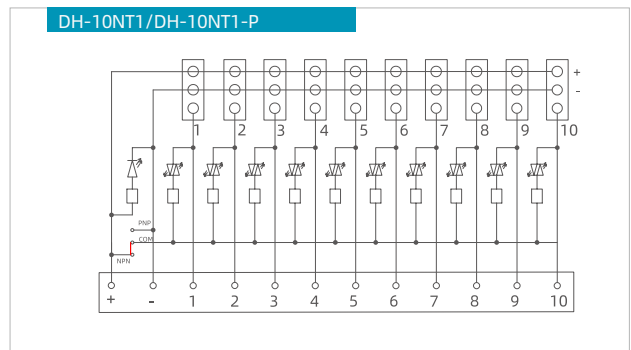 DH-10NT1/DH-10NT1-P
+
-
1 2 3 4 5 6 7 8 9 10
PNP
COM
NPN
+ - 1 2 3 4 5 6 7 8 9 10